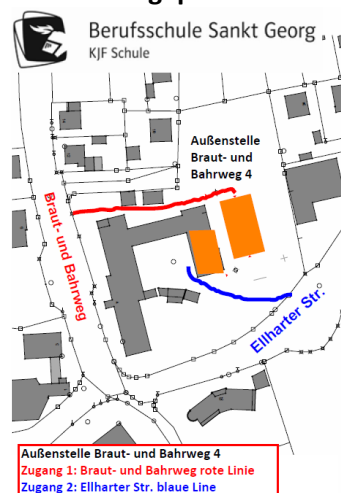 Berufsschule Sankt Georg
KJF Schule
Außenstelle
Braut- und
Bahrweg 4
Braut- und Bahrweg
Ellharter Str.
Außenstelle Braut- und Bahrweg 4
Zugang 1: Braut- und Bahrweg rote Linie
Zugang 2: Ellharter Str. blaue Line